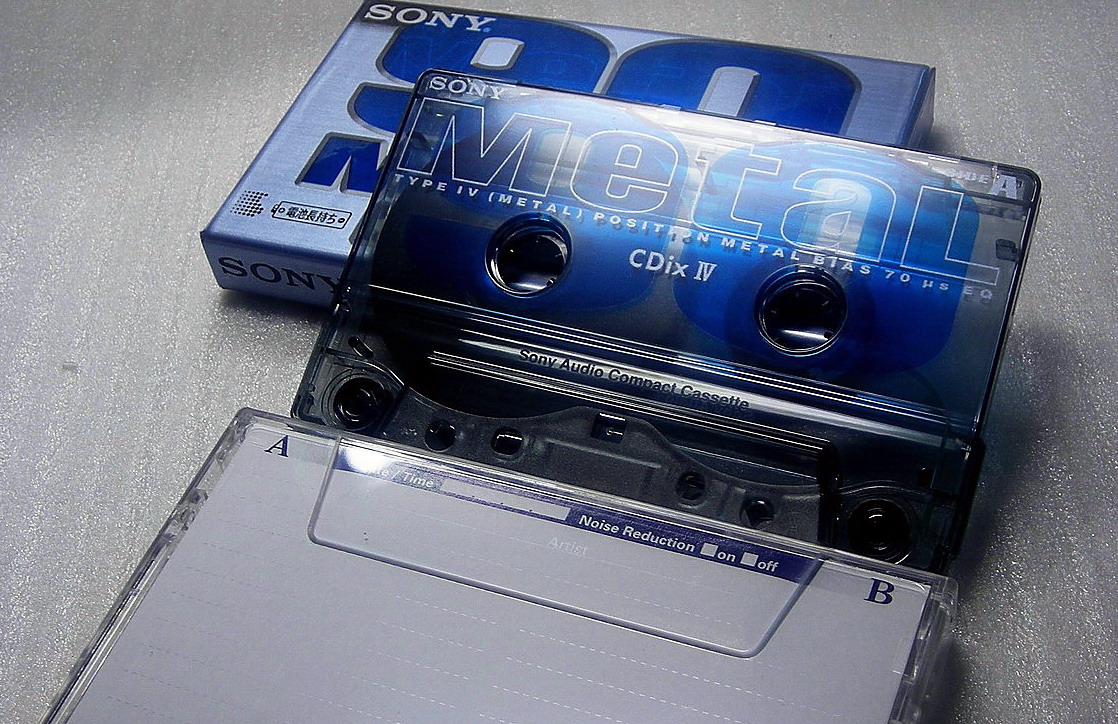 SONY
90
電池長持ち
SONY
SONY
Metal
SIDE A
TYPE IV (METAL) POSITION METAL BIAS 70 µs EQ
CDix IV
Sony Audio Compact Cassette
A
Time
Noise Reduction on off
Artist
B